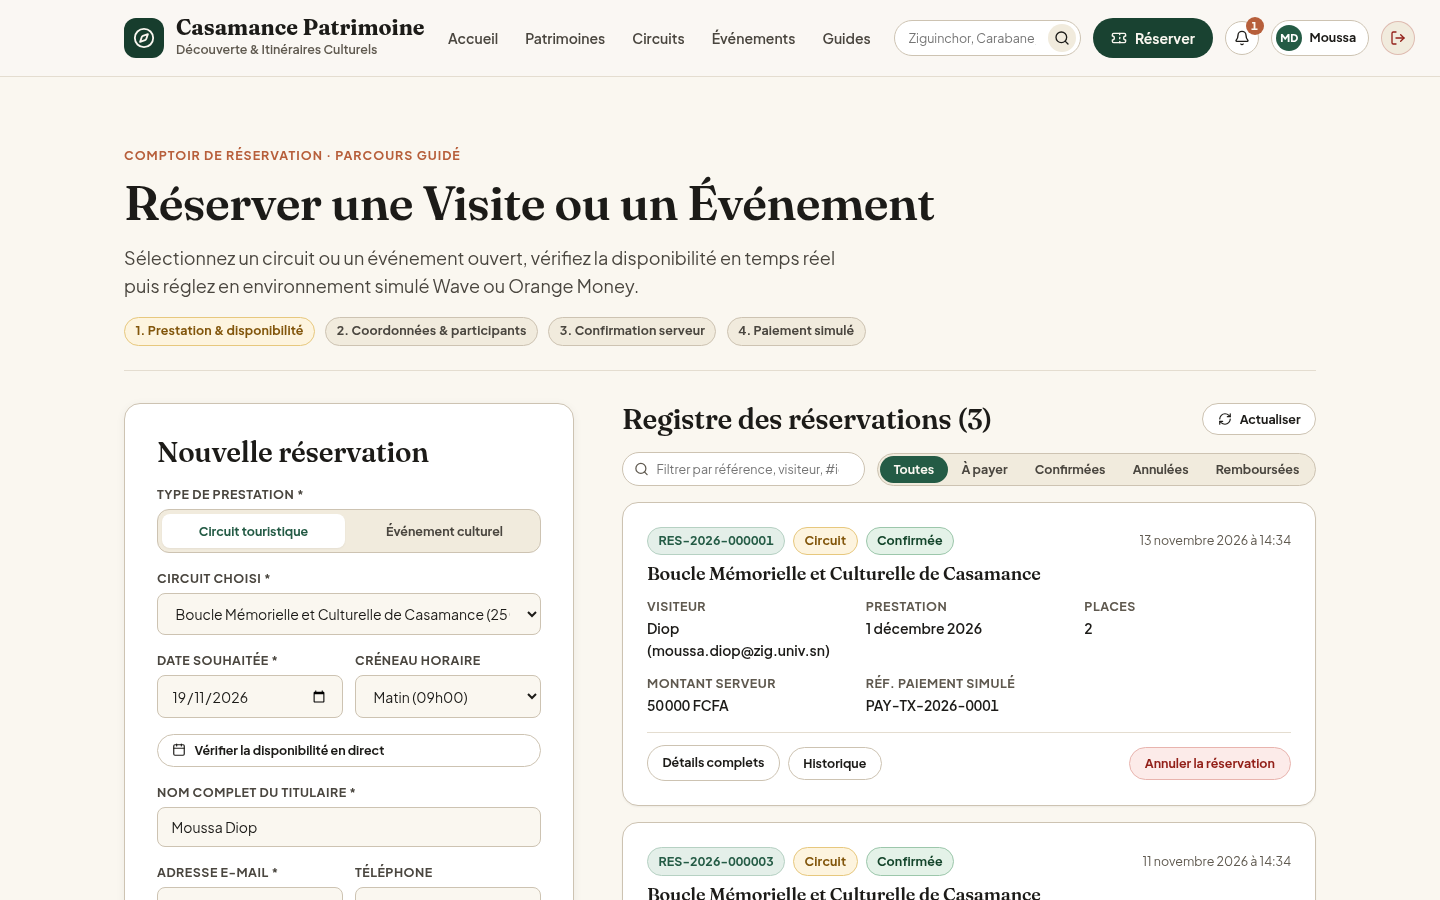 Casamance Patrimoine
Découverte & Itinéraires Culturels
Accueil
Patrimoines
Circuits
Événements
Guides
Ziguinchor, Carabane
Réserver
1
MD
Moussa
COMPTOIR DE RÉSERVATION · PARCOURS GUIDÉ
Réserver une Visite ou un Événement
Sélectionnez un circuit ou un événement ouvert, vérifiez la disponibilité en temps réel
puis réglez en environnement simulé Wave ou Orange Money.
1. Prestation & disponibilité
2. Coordonnées & participants
3. Confirmation serveur
4. Paiement simulé
Nouvelle réservation
TYPE DE PRESTATION *
Circuit touristique
Événement culturel
CIRCUIT CHOISI *
Boucle Mémorielle et Culturelle de Casamance (25
DATE SOUHAITÉE *
CRÉNEAU HORAIRE
19/11/2026
Matin (09h00)
Vérifier la disponibilité en direct
NOM COMPLET DU TITULAIRE *
Moussa Diop
ADRESSE E-MAIL *
TÉLÉPHONE
Registre des réservations (3)
Actualiser
Filtrer par référence, visiteur, #i
Toutes
À payer
Confirmées
Annulées
Remboursées
RES-2026-000001
Circuit
Confirmée
13 novembre 2026 à 14:34
Boucle Mémorielle et Culturelle de Casamance
VISITEUR
PRESTATION
PLACES
Diop
(moussa.diop@zig.univ.sn)
1 décembre 2026
2
MONTANT SERVEUR
RÉF. PAIEMENT SIMULÉ
50 000 FCFA
PAY-TX-2026-0001
Détails complets
Historique
Annuler la réservation
RES-2026-000003
Circuit
Confirmée
11 novembre 2026 à 14:34
Boucle Mémorielle et Culturelle de Casamance